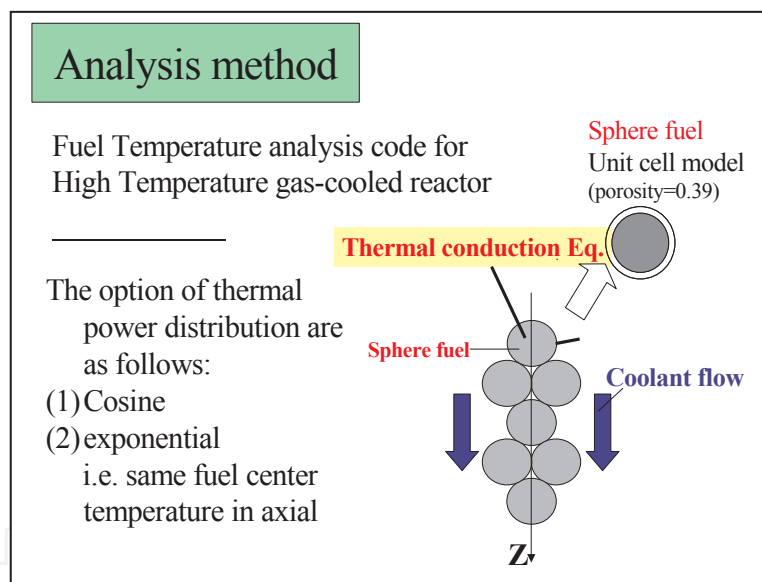 Analysis method
Fuel Temperature analysis code for
High Temperature gas-cooled reactor
Sphere fuel
Unit cell model
(porosity=0.39)
Thermal conduction Eq.
The option of thermal
power distribution are
as follows:
(1) Cosine
(2) exponential
i.e. same fuel center
temperature in axial
Sphere fuel
Coolant flow
Z